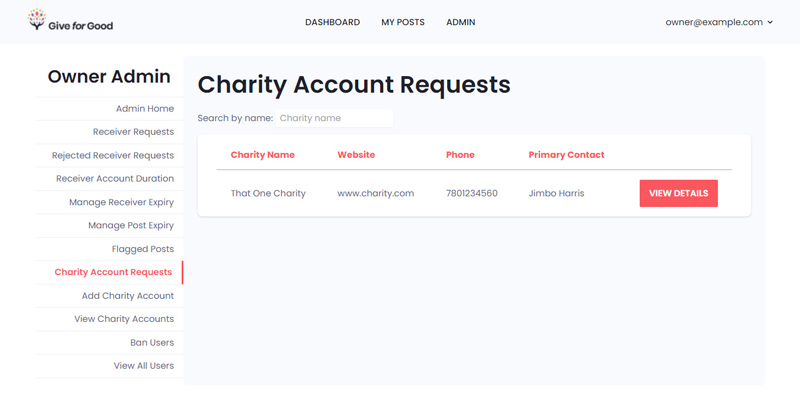 Give for Good
DASHBOARD MY POSTS ADMIN
owner@example.com
Owner Admin
Admin Home
Receiver Requests
Rejected Receiver Requests
Receiver Account Duration
Manage Receiver Expiry
Manage Post Expiry
Flagged Posts
Charity Account Requests
Add Charity Account
View Charity Accounts
Ban Users
View All Users
Charity Account Requests
Search by name: Charity name
Charity Name Website Phone Primary Contact
That One Charity www.charity.com 7801234560 Jimbo Harris VIEW DETAILS